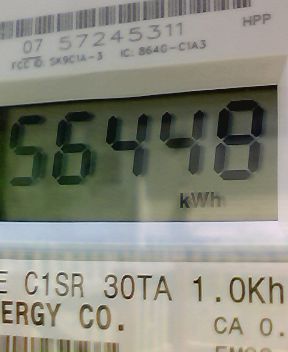 07 57245311
HPP
FCC ID: SK9C1A-3 IC: 864G-C1A3
56448
kWh
E C1SR 30TA 1.0Kh
ERGY CO.
CA 0.